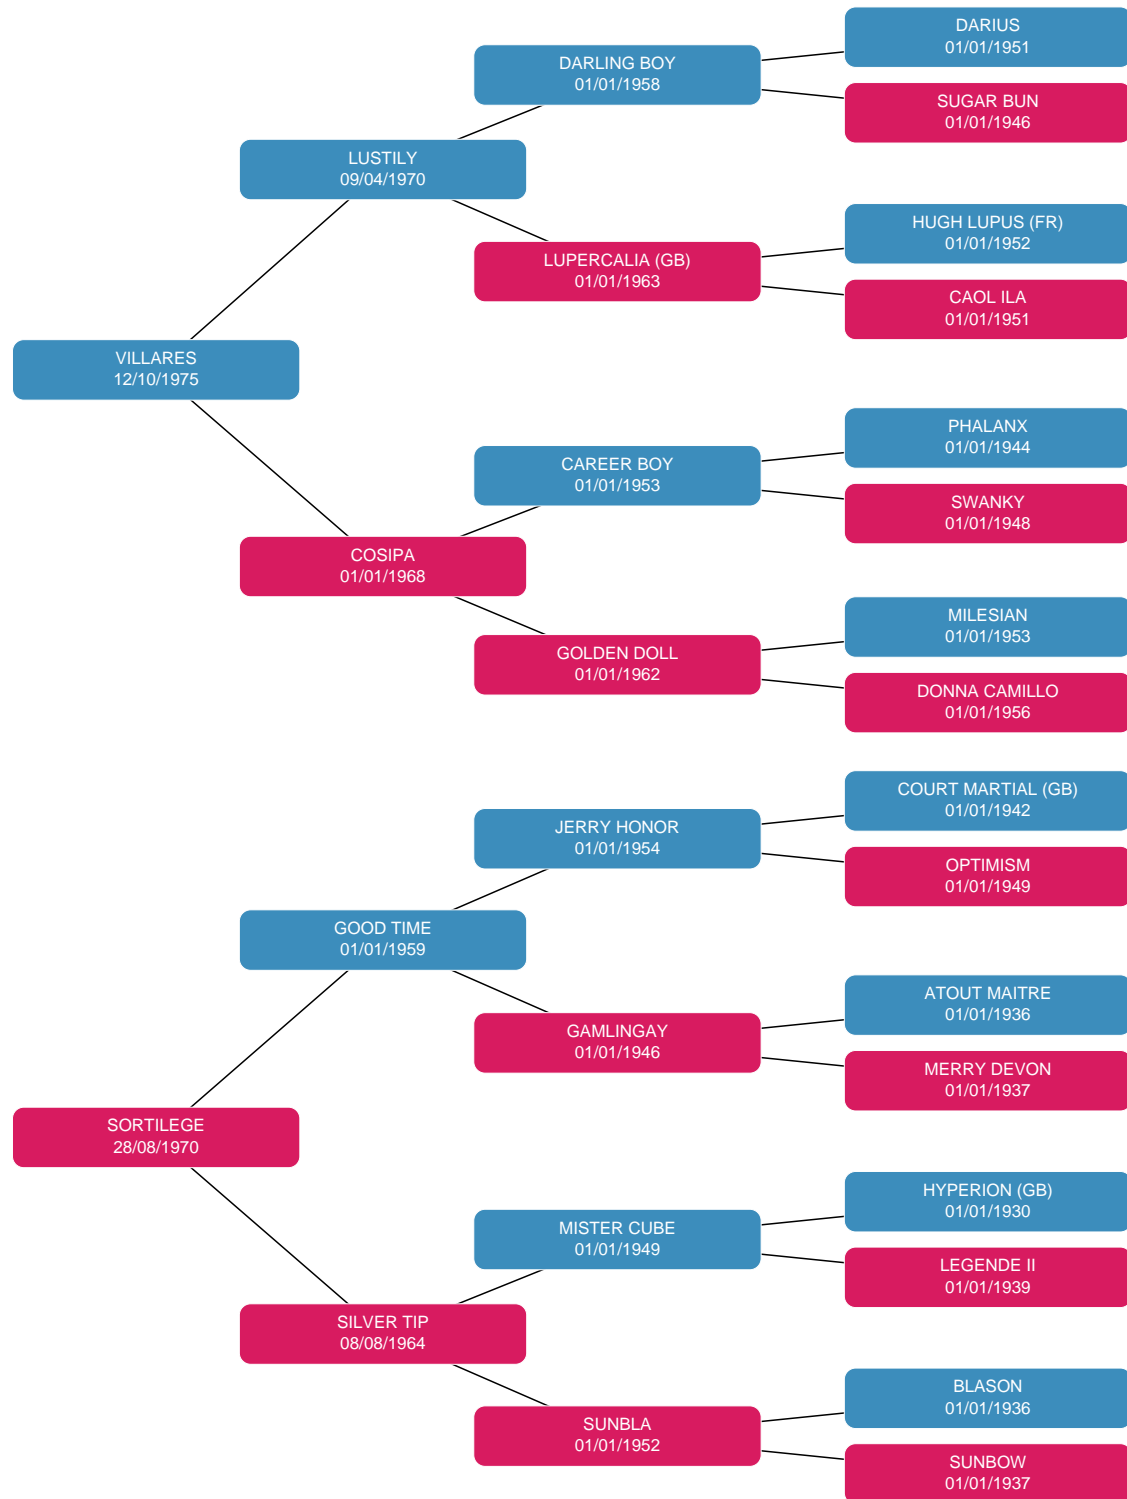 DARIUS
01/01/1951
DARLING BOY
01/01/1958
SUGAR BUN
01/01/1946
LUSTILY
09/04/1970
HUGH LUPUS (FR)
01/01/1952
LUPERCALIA (GB)
01/01/1963
CAOL ILA
01/01/1951
VILLARES
12/10/1975
PHALANX
01/01/1944
CAREER BOY
01/01/1953
SWANKY
01/01/1948
COSIPA
01/01/1968
MILESIAN
01/01/1953
GOLDEN DOLL
01/01/1962
DONNA CAMILLO
01/01/1956
COURT MARTIAL (GB)
01/01/1942
JERRY HONOR
01/01/1954
OPTIMISM
01/01/1949
GOOD TIME
01/01/1959
ATOUT MAITRE
01/01/1936
GAMLINGAY
01/01/1946
MERRY DEVON
01/01/1937
SORTILEGE
28/08/1970
HYPERION (GB)
01/01/1930
MISTER CUBE
01/01/1949
LEGENDE II
01/01/1939
SILVER TIP
08/08/1964
BLASON
01/01/1936
SUNBLA
01/01/1952
SUNBOW
01/01/1937